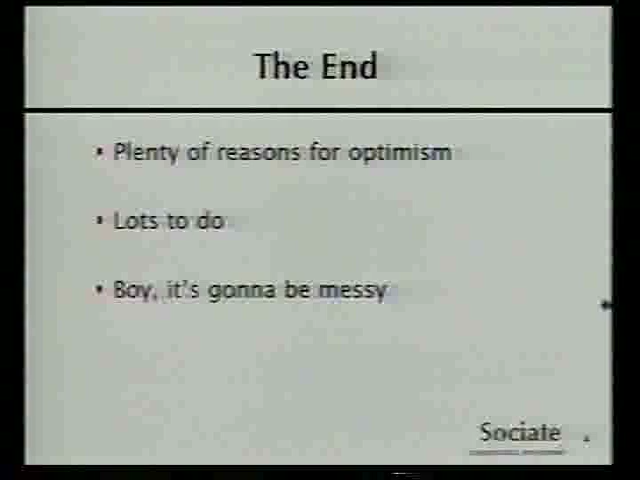 The End
• Plenty of reasons for optimism
• Lots to do
• Boy, it's gonna be messy
Sociate